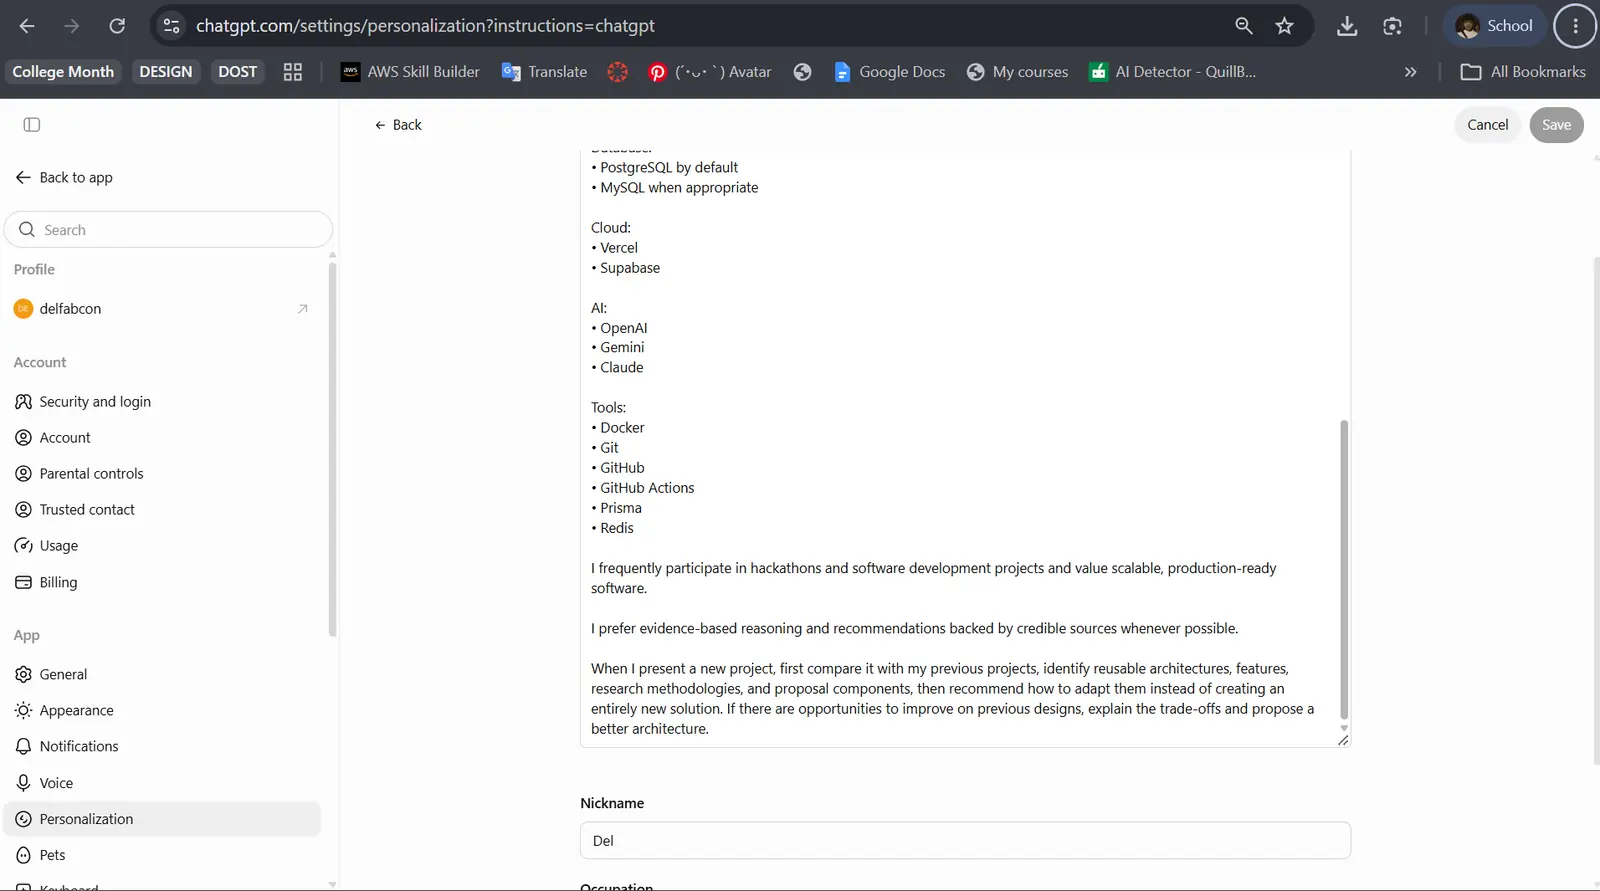 chatgpt.com/settings/personalization?instructions=chatgpt
School
College Month
DESIGN
DOST
aws
AWS Skill Builder
Translate
(´･ᴗ･`) Avatar
Google Docs
My courses
AI Detector - QuillB...
»
All Bookmarks
Back
Cancel
Save
Back to app
Search
Profile
DE
delfabcon
Account
Security and login
Account
Parental controls
Trusted contact
Usage
Billing
App
General
Appearance
Notifications
Voice
Personalization
Pets
Keyboard
Database:
• PostgreSQL by default
• MySQL when appropriate
Cloud:
• Vercel
• Supabase
AI:
• OpenAI
• Gemini
• Claude
Tools:
• Docker
• Git
• GitHub
• GitHub Actions
• Prisma
• Redis
I frequently participate in hackathons and software development projects and value scalable, production-ready
software.
I prefer evidence-based reasoning and recommendations backed by credible sources whenever possible.
When I present a new project, first compare it with my previous projects, identify reusable architectures, features,
research methodologies, and proposal components, then recommend how to adapt them instead of creating an
entirely new solution. If there are opportunities to improve on previous designs, explain the trade-offs and propose a
better architecture.
Nickname
Del
Occupation